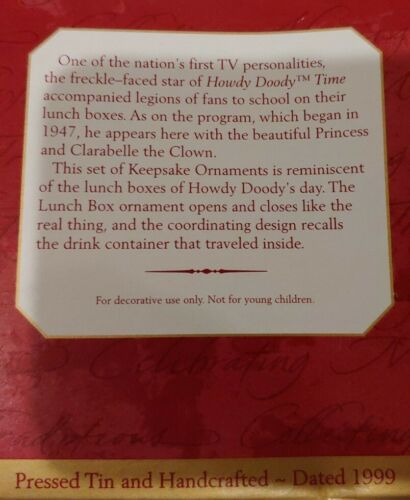 One of the nation's first TV personalities,
the freckle–faced star of Howdy Doody™ Time
accompanied legions of fans to school on their
lunch boxes. As on the program, which began in
1947, he appears here with the beautiful Princess
and Clarabelle the Clown.
This set of Keepsake Ornaments is reminiscent
of the lunch boxes of Howdy Doody's day. The
Lunch Box ornament opens and closes like the
real thing, and the coordinating design recalls
the drink container that traveled inside.
For decorative use only. Not for young children.
Celebrating
Traditions Collecting
Pressed Tin and Handcrafted ~ Dated 1999